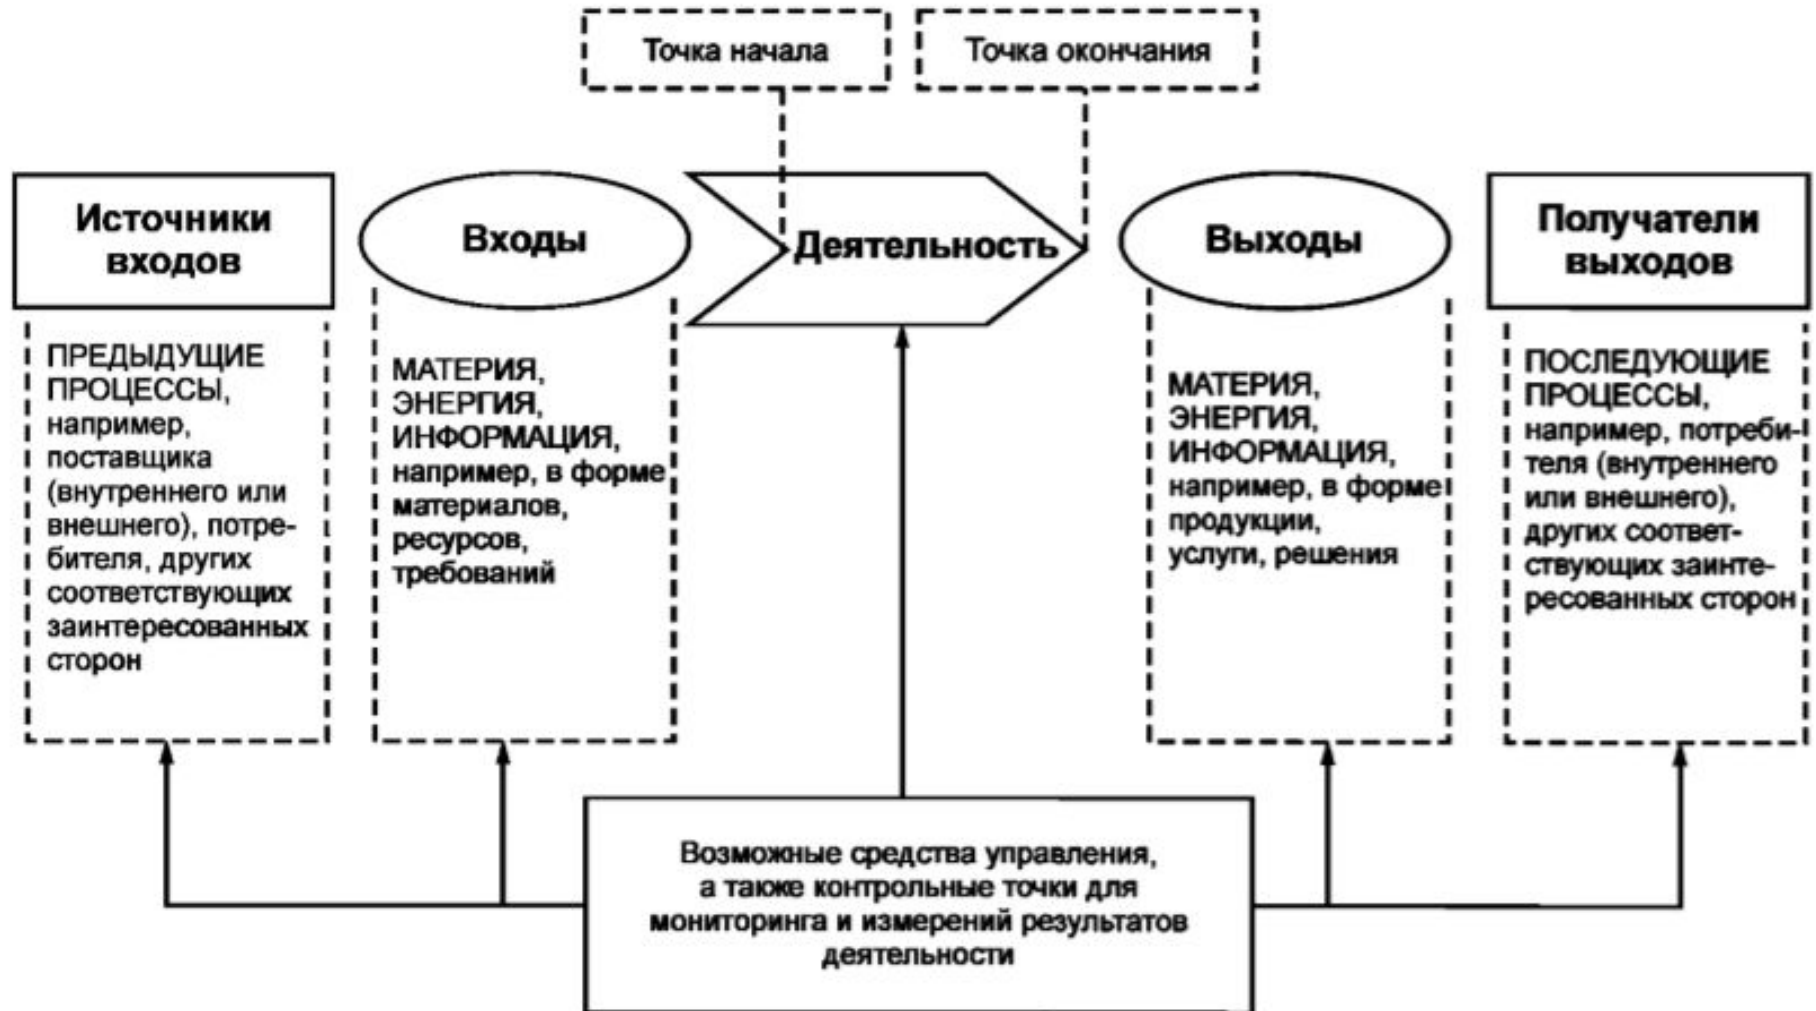 Точка начала
Точка окончания
Источники
входов
Входы
Деятельность
Выходы
Получатели
выходов
ПРЕДЫДУЩИЕ
ПРОЦЕССЫ,
например,
поставщика
(внутреннего или
внешнего), потре-
бителя, других
соответствующих
заинтересованных
сторон
МАТЕРИЯ,
ЭНЕРГИЯ,
ИНФОРМАЦИЯ,
например, в форме
материалов,
ресурсов,
требований
МАТЕРИЯ,
ЭНЕРГИЯ,
ИНФОРМАЦИЯ,
например, в форме
продукции,
услуги, решения
ПОСЛЕДУЮЩИЕ
ПРОЦЕССЫ,
например, потреби-
теля (внутреннего
или внешнего),
других соответ-
ствующих заинте-
ресованных сторон
Возможные средства управления,
а также контрольные точки для
мониторинга и измерений результатов
деятельности